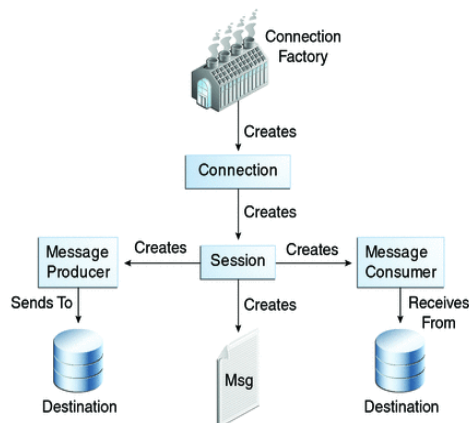 Connection
Factory
Creates
Connection
Creates
Message
Producer
Creates
Session
Creates
Message
Consumer
Sends To
Creates
Receives
From
Msg
Destination
Destination